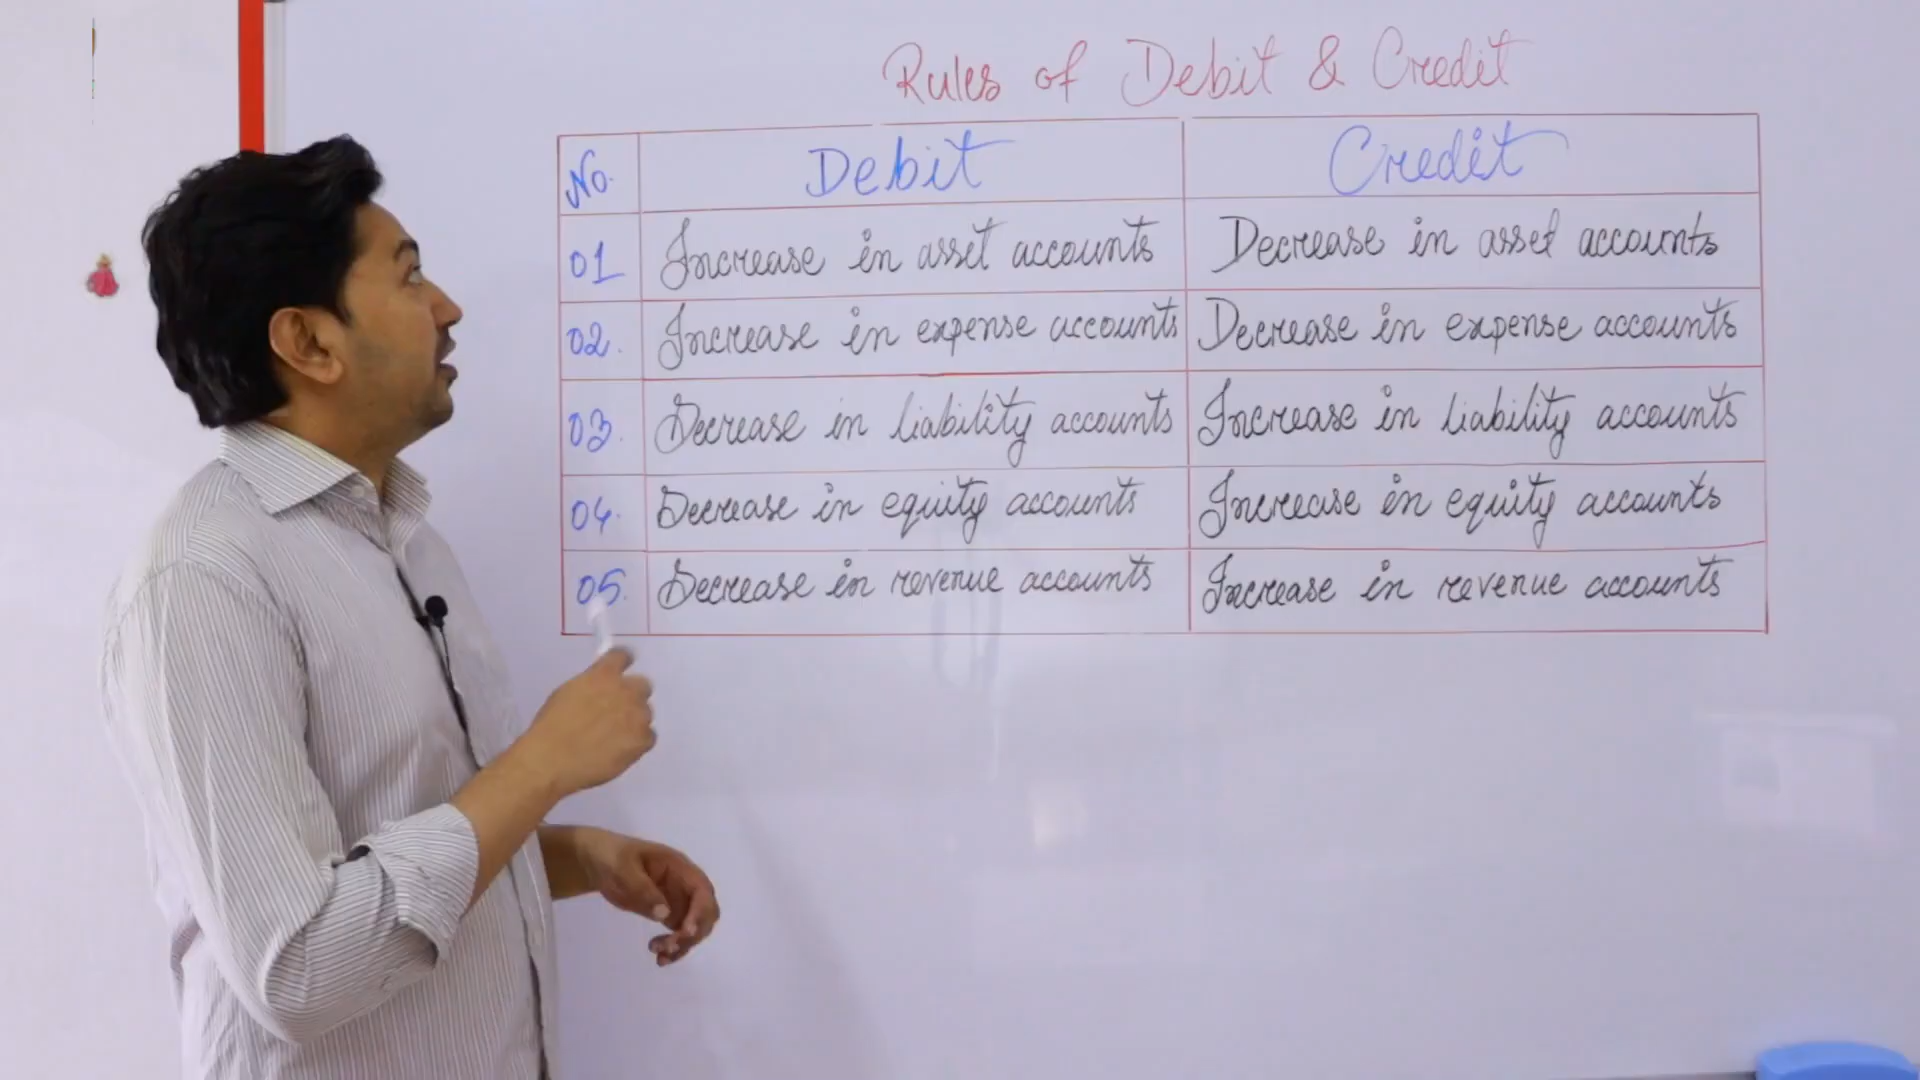 Rules of Debit & Credit
No. Debit Credit
01 Increase in asset accounts Decrease in asset accounts
02. Increase in expense accounts Decrease in expense accounts
03. Decrease in liability accounts Increase in liability accounts
04. Decrease in equity accounts Increase in equity accounts
05. Decrease in revenue accounts Increase in revenue accounts